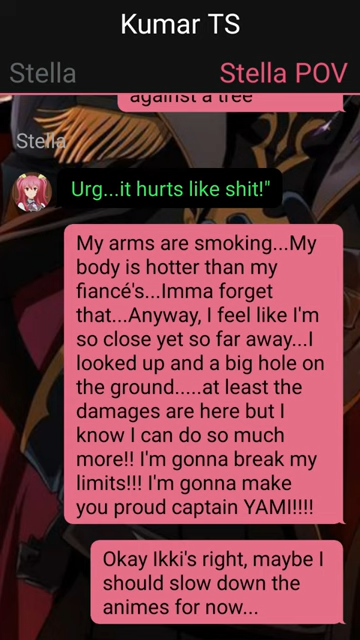 Kumar TS
Stella
Stella POV
against a tree
Stella
Urg...it hurts like shit!"
My arms are smoking...My
body is hotter than my
fiancé's...Imma forget
that...Anyway, I feel like I'm
so close yet so far away...I
looked up and a big hole on
the ground.....at least the
damages are here but I
know I can do so much
more!! I'm gonna break my
limits!!! I'm gonna make
you proud captain YAMI!!!!
Okay Ikki's right, maybe I
should slow down the
animes for now...